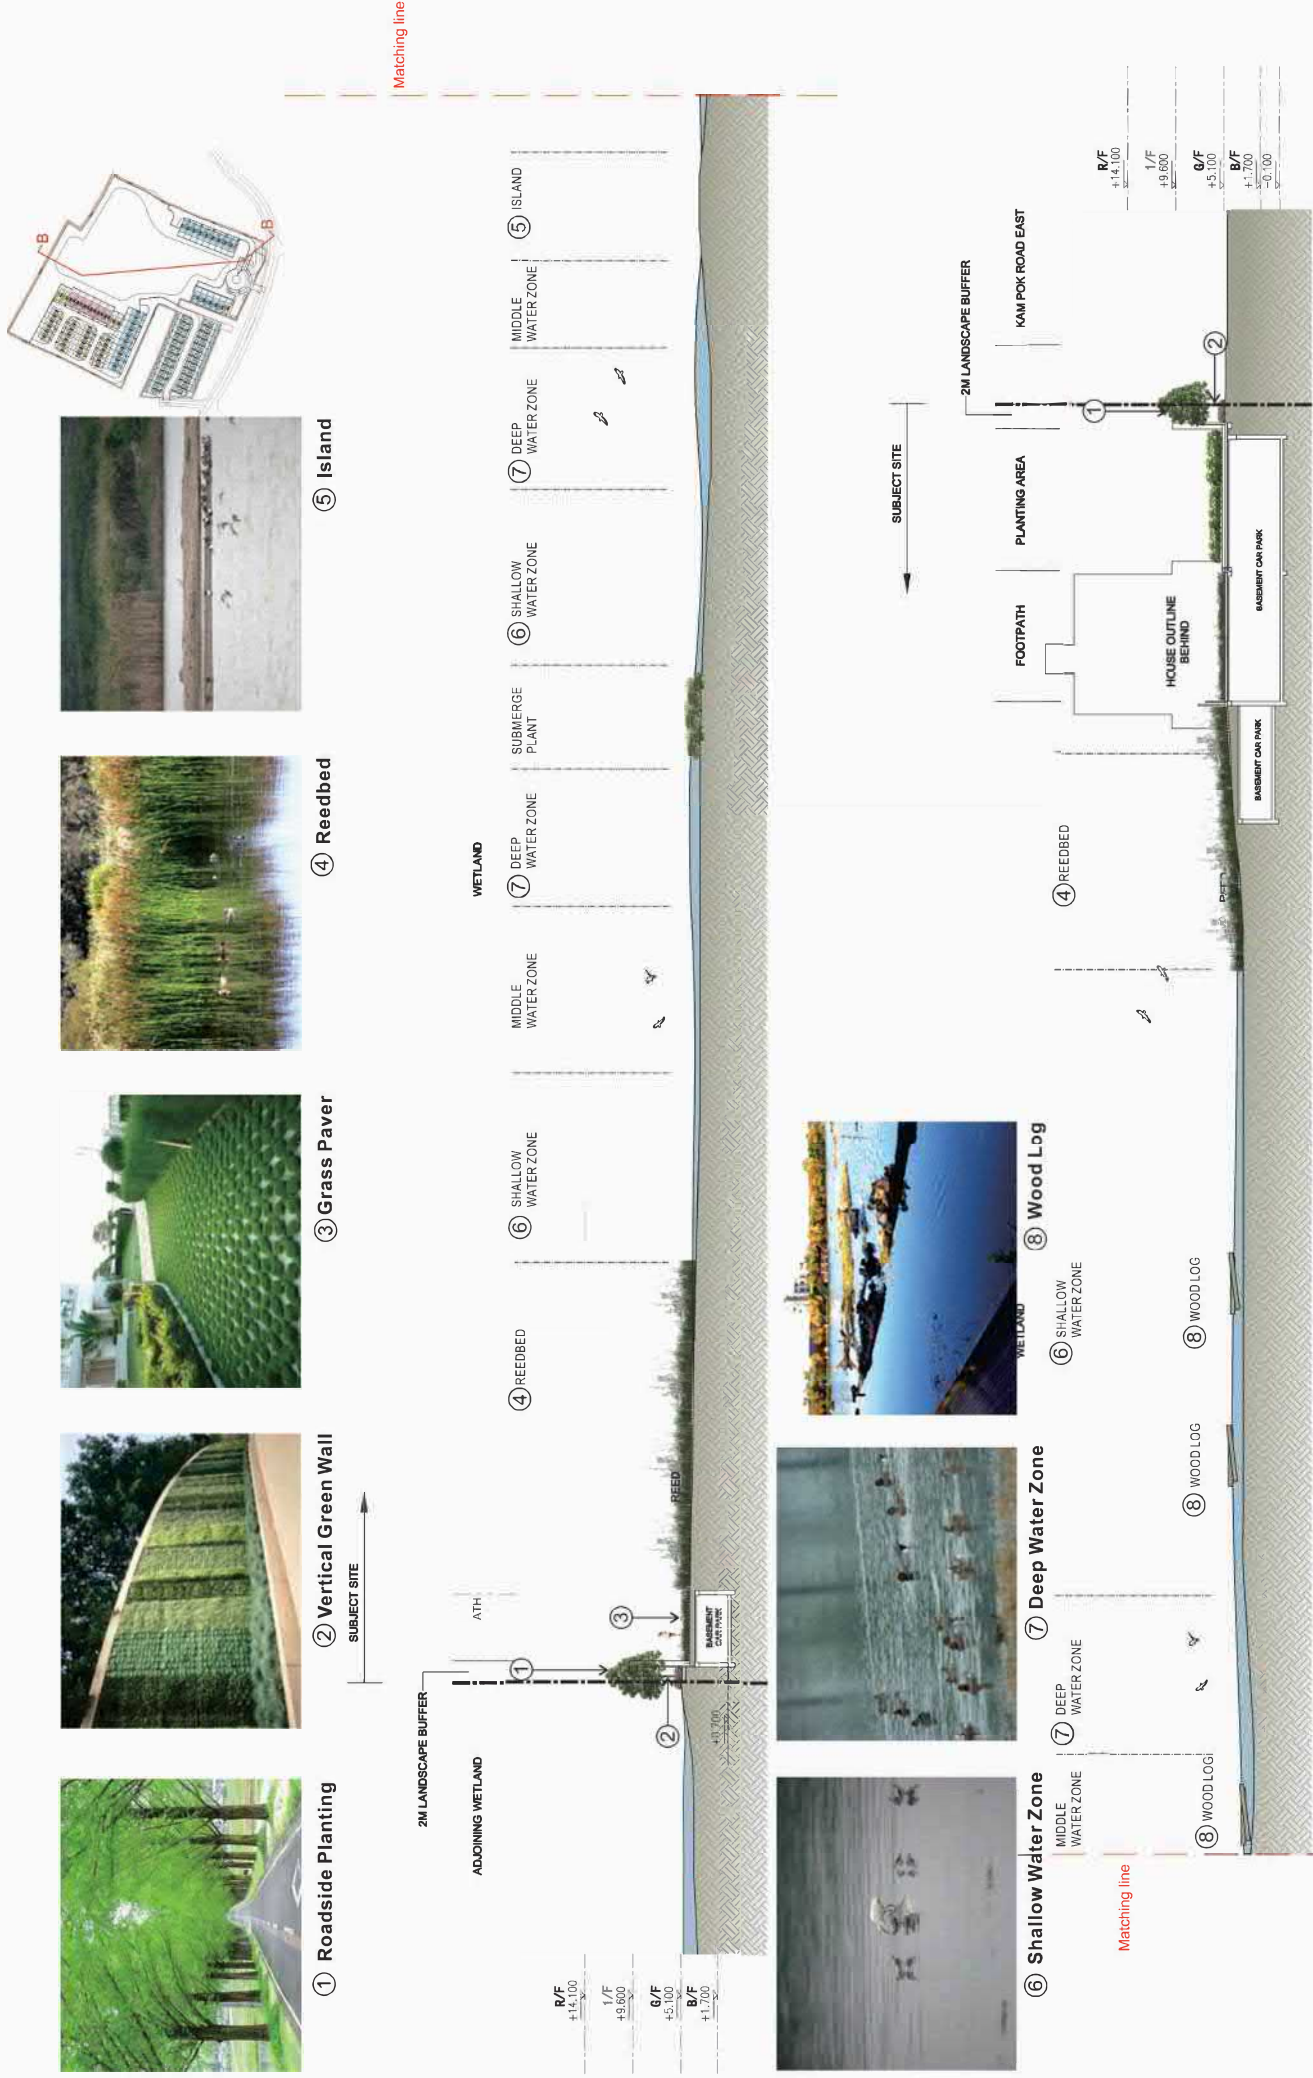 ① Roadside Planting
② Vertical Green Wall
③ Grass Paver
④ Reedbed
⑤ Island
B
B
SUBJECT SITE
Matching line
2M LANDSCAPE BUFFER
ADJOINING WETLAND
WETLAND
ATH
④ REEDBED
⑥ SHALLOW
WATER ZONE
MIDDLE
WATER ZONE
⑦ DEEP
WATER ZONE
SUBMERGE
PLANT
⑥ SHALLOW
WATER ZONE
⑦ DEEP
WATER ZONE
MIDDLE
WATER ZONE
⑤ ISLAND
R/F
+14.100
1/F
+9.600
G/F
+5.100
B/F
+1.700
①
②
③
REED
BASEMENT
CAR PARK
⑥ Shallow Water Zone
⑦ Deep Water Zone
⑧ Wood Log
Matching line
MIDDLE
WATER ZONE
⑦ DEEP
WATER ZONE
WETLAND
⑥ SHALLOW
WATER ZONE
④ REEDBED
⑧ WOOD LOG
⑧ WOOD LOG
⑧ WOOD LOG
SUBJECT SITE
FOOTPATH
PLANTING AREA
2M LANDSCAPE BUFFER
KAM POK ROAD EAST
HOUSE OUTLINE
BEHIND
BASEMENT CAR PARK
BASEMENT CAR PARK
①
②
R/F
+14.100
1/F
+9.600
G/F
+5.100
B/F
+1.700
-0.100